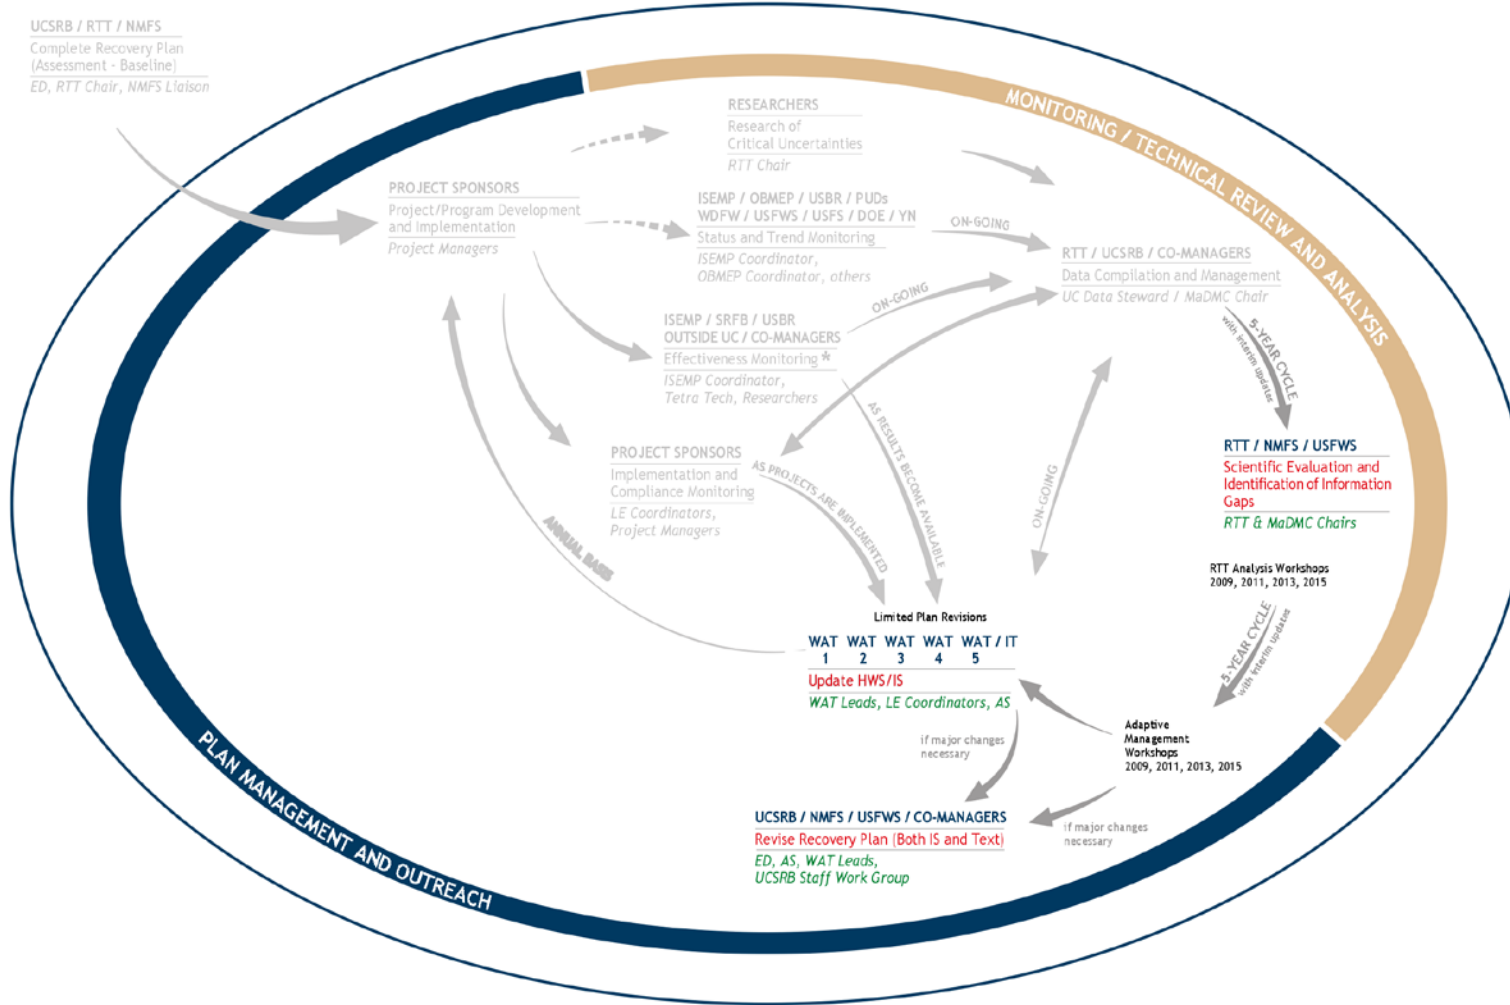 UCSRB / RTT / NMFS
Complete Recovery Plan
(Assessment - Baseline)
ED, RTT Chair, NMFS Liaison
MONITORING / TECHNICAL REVIEW AND ANALYSIS
RESEARCHERS
Research of
Critical Uncertainties
RTT Chair
PROJECT SPONSORS
Project/Program Development
and Implementation
Project Managers
ISEMP / OBMEP / USBR / PUDs
WDFW / USFWS / USFS / DOE / YN
Status and Trend Monitoring
ISEMP Coordinator,
OBMEP Coordinator, others
ON-GOING
RTT / UCSRB / CO-MANAGERS
Data Compilation and Management
UC Data Steward / MaDMC Chair
ON-GOING
ISEMP / SRFB / USBR
OUTSIDE UC / CO-MANAGERS
Effectiveness Monitoring *
ISEMP Coordinator,
Tetra Tech, Researchers
5-YEAR CYCLE
with interim updates
AS RESULTS BECOME AVAILABLE
PROJECT SPONSORS
Implementation and
Compliance Monitoring
LE Coordinators,
Project Managers
AS PROJECTS ARE IMPLEMENTED
ON-GOING
ANNUAL BASIS
RTT / NMFS / USFWS
Scientific Evaluation and
Identification of Information
Gaps
RTT & MaDMC Chairs
RTT Analysis Workshops
2009, 2011, 2013, 2015
5-YEAR CYCLE
with interim updates
Limited Plan Revisions
WAT WAT WAT WAT WAT / IT
1 2 3 4 5
Update HWS/IS
WAT Leads, LE Coordinators, AS
if major changes
necessary
Adaptive
Management
Workshops
2009, 2011, 2013, 2015
UCSRB / NMFS / USFWS / CO-MANAGERS
Revise Recovery Plan (Both IS and Text)
ED, AS, WAT Leads,
UCSRB Staff Work Group
if major changes
necessary
PLAN MANAGEMENT AND OUTREACH